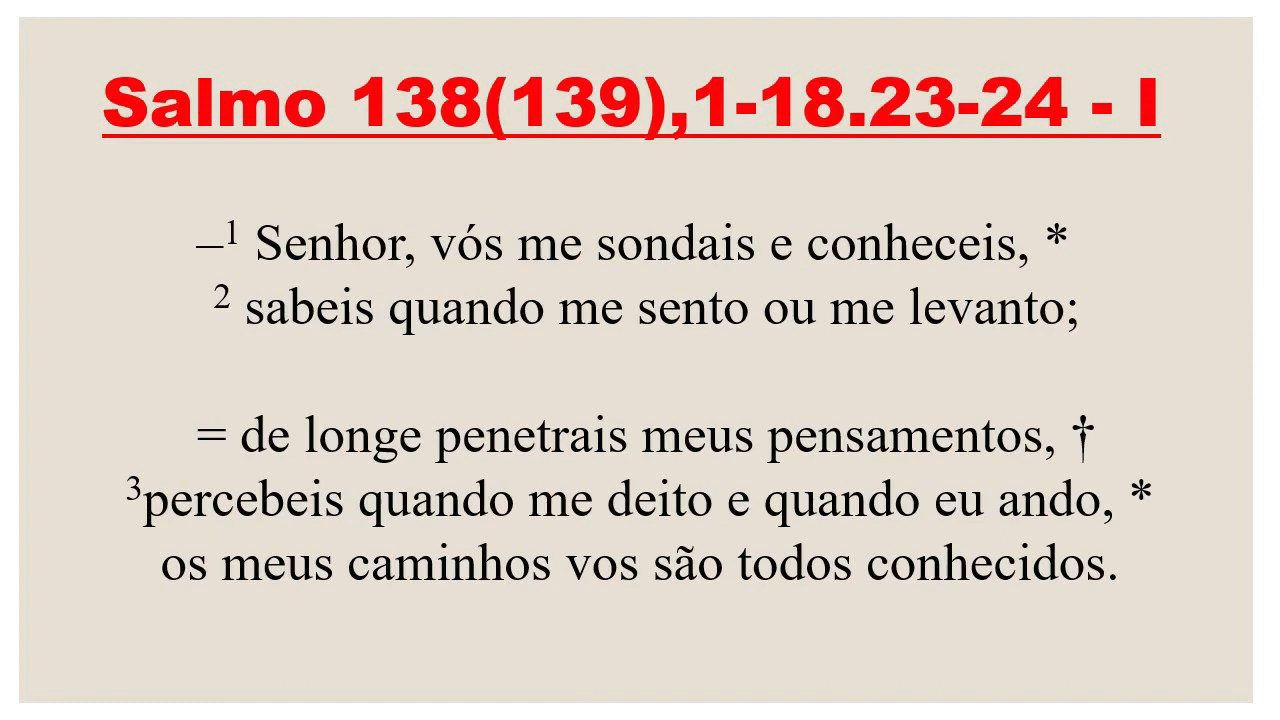 Salmo 138(139),1-18.23-24 - I
–¹ Senhor, vós me sondais e conheceis, *
² sabeis quando me sento ou me levanto;
= de longe penetrais meus pensamentos, †
³percebeis quando me deito e quando eu ando, *
os meus caminhos vos são todos conhecidos.